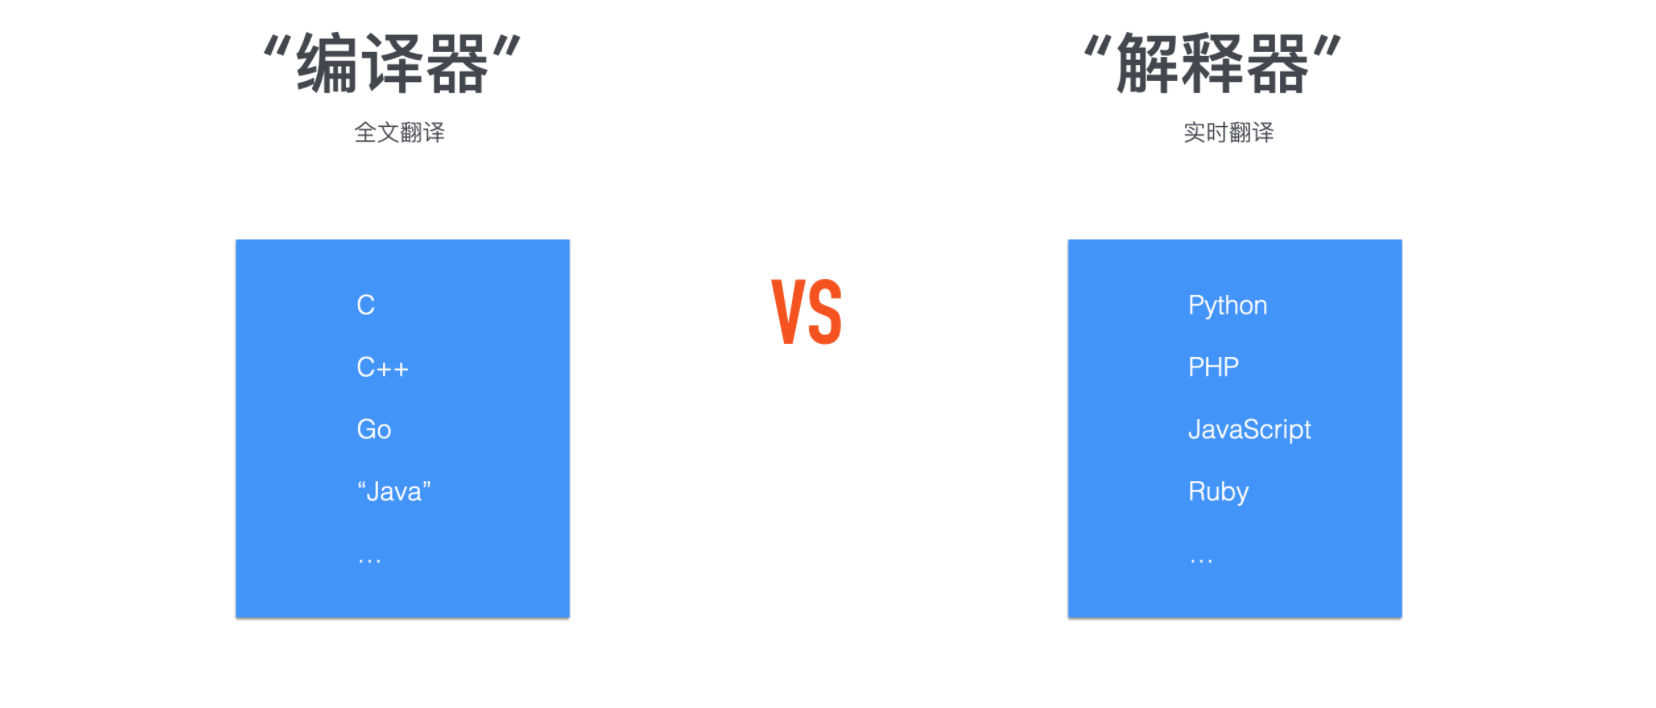 “编译器”
全文翻译
C
C++
Go
“Java”
...
VS
“解释器”
实时翻译
Python
PHP
JavaScript
Ruby
...